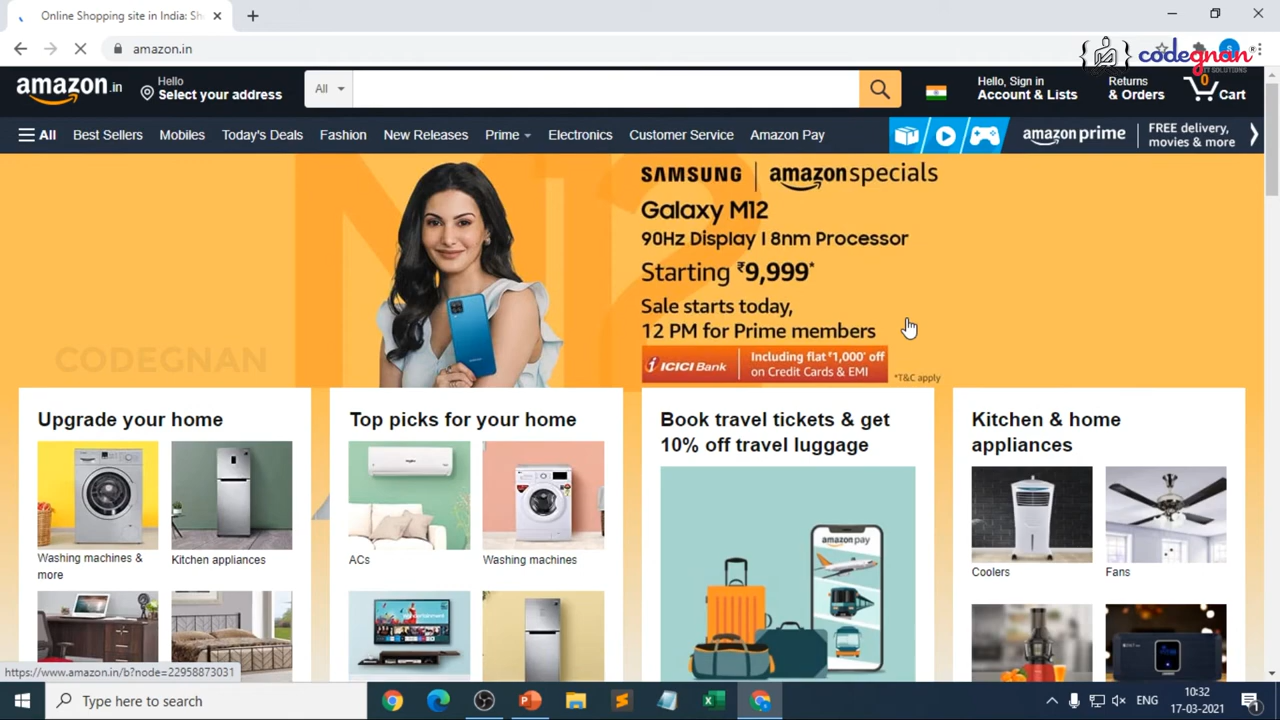 Online Shopping site in India: Sh
amazon.in
codegnan
IT SOLUTIONS
amazon.in
Hello
Select your address
All
Hello, Sign in
Account & Lists
Returns
& Orders
0
Cart
All
Best Sellers
Mobiles
Today's Deals
Fashion
New Releases
Prime
Electronics
Customer Service
Amazon Pay
amazon prime
FREE delivery,
movies & more
SAMSUNG | amazonspecials
Galaxy M12
90Hz Display | 8nm Processor
Starting ₹9,999*
Sale starts today,
12 PM for Prime members
ICICI Bank
Including flat ₹1,000* off
on Credit Cards & EMI
*T&C apply
CODEGNAN
Upgrade your home
Washing machines &
more
Kitchen appliances
Top picks for your home
ACs
Washing machines
Book travel tickets & get
10% off travel luggage
amazon pay
Kitchen & home
appliances
Coolers
Fans
https://www.amazon.in/b?node=22958873031
Type here to search
ENG
10:32
17-03-2021
1